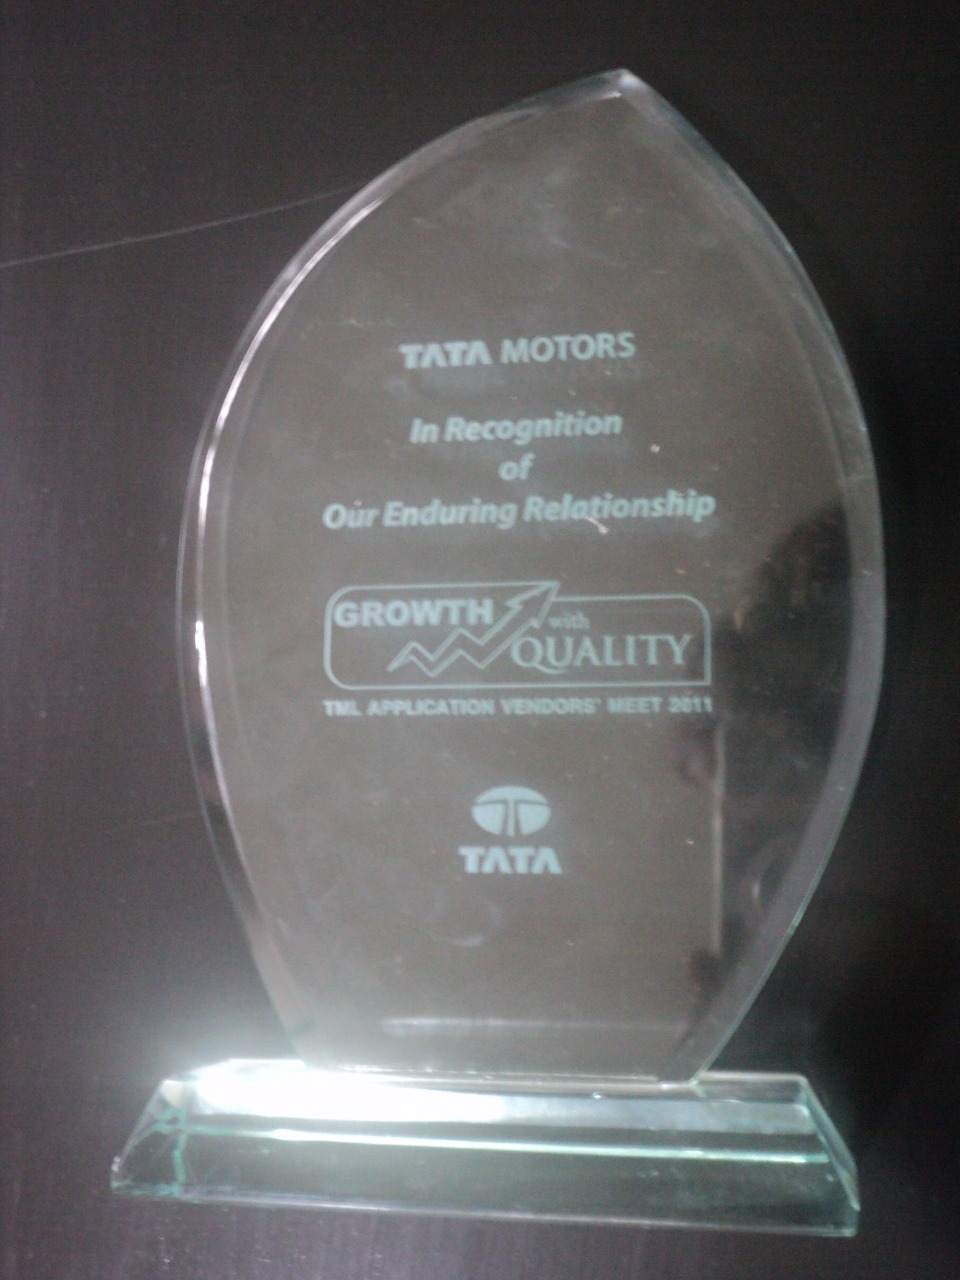 TATA MOTORS
In Recognition
of
Our Enduring Relationship
GROWTH
with
QUALITY
TML APPLICATION VENDORS' MEET 2011
TATA